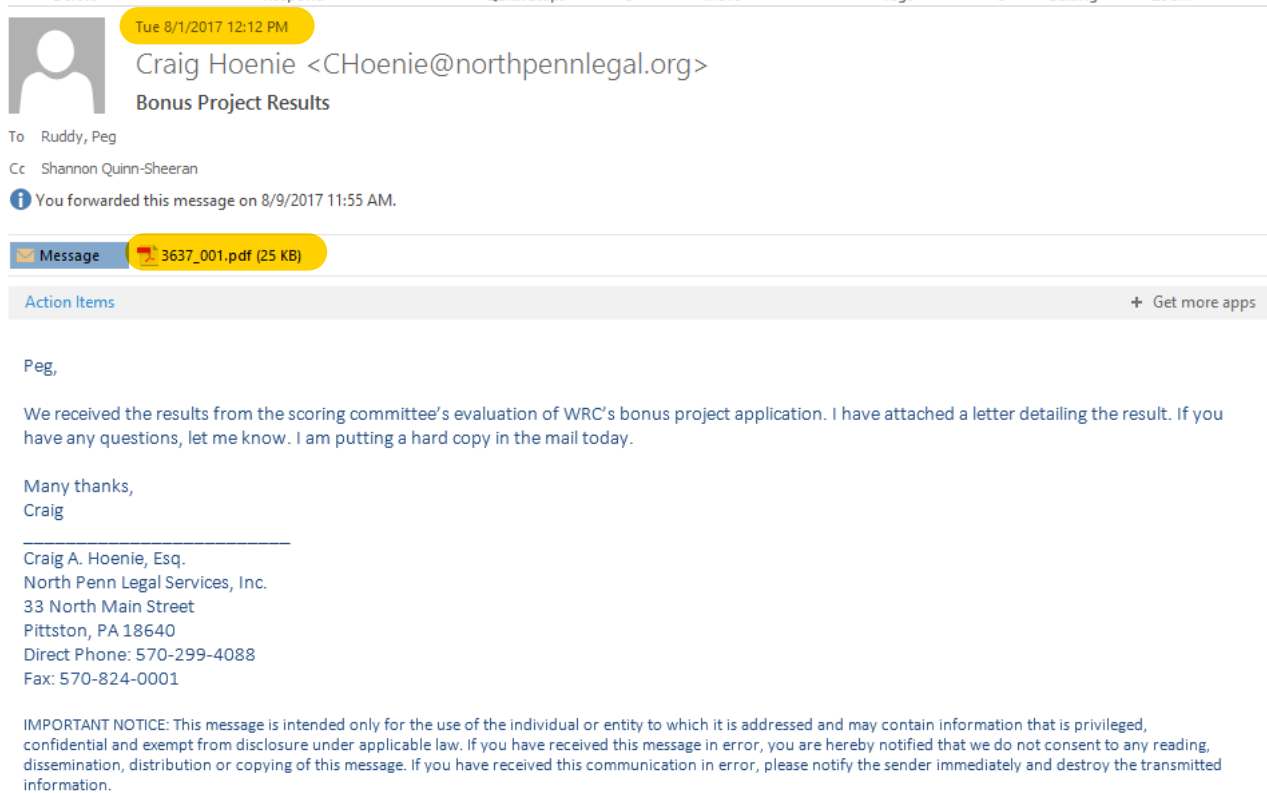 Tue 8/1/2017 12:12 PM
Craig Hoenie <CHoenie@northpennlegal.org>
Bonus Project Results
To Ruddy, Peg
Cc Shannon Quinn-Sheeran
You forwarded this message on 8/9/2017 11:55 AM.
Message 3637_001.pdf (25 KB)
Action Items + Get more apps
Peg,
We received the results from the scoring committee's evaluation of WRC's bonus project application. I have attached a letter detailing the result. If you
have any questions, let me know. I am putting a hard copy in the mail today.
Many thanks,
Craig
__________________________
Craig A. Hoenie, Esq.
North Penn Legal Services, Inc.
33 North Main Street
Pittston, PA 18640
Direct Phone: 570-299-4088
Fax: 570-824-0001
IMPORTANT NOTICE: This message is intended only for the use of the individual or entity to which it is addressed and may contain information that is privileged,
confidential and exempt from disclosure under applicable law. If you have received this message in error, you are hereby notified that we do not consent to any reading,
dissemination, distribution or copying of this message. If you have received this communication in error, please notify the sender immediately and destroy the transmitted
information.